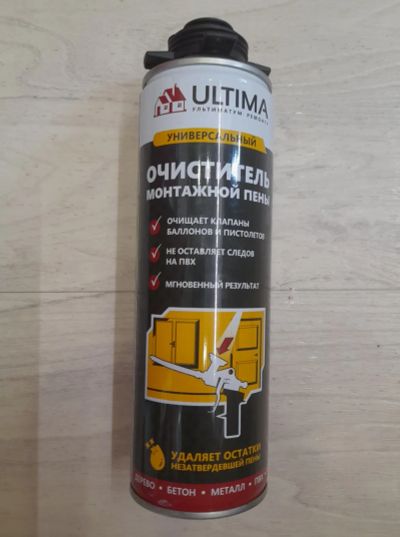 ULTIMA
УЛЬТИМАТУМ РЕМОНТА
УНИВЕРСАЛЬНЫЙ
ОЧИСТИТЕЛЬ
МОНТАЖНОЙ ПЕНЫ
ОЧИЩАЕТ КЛАПАНЫ
БАЛЛОНОВ И ПИСТОЛЕТОВ
НЕ ОСТАВЛЯЕТ СЛЕДОВ
НА ПВХ
МГНОВЕННЫЙ РЕЗУЛЬТАТ
УДАЛЯЕТ ОСТАТКИ
НЕЗАТВЕРДЕВШЕЙ ПЕНЫ
ДЕРЕВО • БЕТОН • МЕТАЛЛ • ПВХ